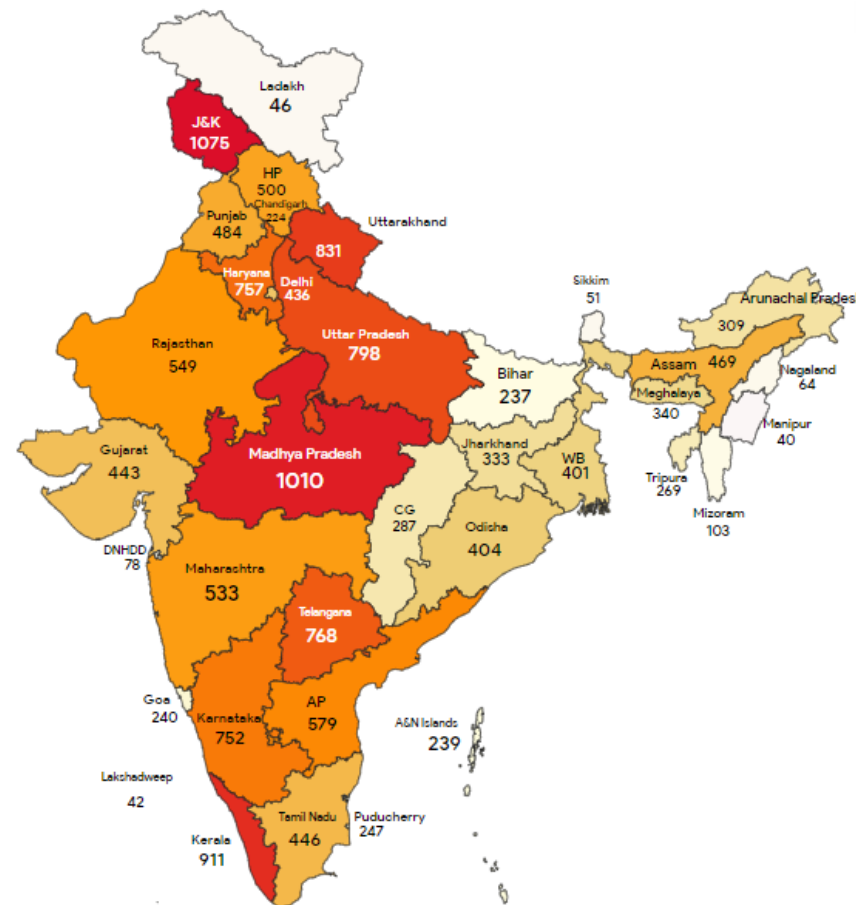 Ladakh
46
J&K
1075
HP
500
Chandigarh
224
Punjab
484
Uttarakhand
831
Haryana
757
Delhi
436
Sikkim
51
Arunachal Pradesh
309
Rajasthan
549
Uttar Pradesh
798
Assam 469
Nagaland
64
Bihar
237
Meghalaya
340
Manipur
40
Gujarat
443
Madhya Pradesh
1010
Jharkhand
333
WB
401
Tripura
269
Mizoram
103
CG
287
Odisha
404
DNHDD
78
Maharashtra
533
Telangana
768
Goa
240
Karnataka
752
AP
579
A&N Islands
239
Lakshadweep
42
Kerala
911
Tamil Nadu
446
Puducherry
247